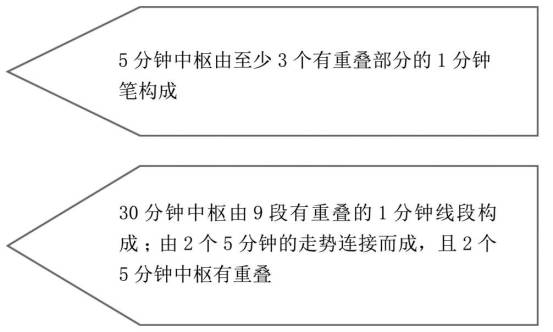 5 分钟中枢由至少 3 个有重叠部分的 1 分钟
笔构成
30 分钟中枢由 9 段有重叠的 1 分钟线段构
成；由 2 个 5 分钟的走势连接而成，且 2 个
5 分钟中枢有重叠